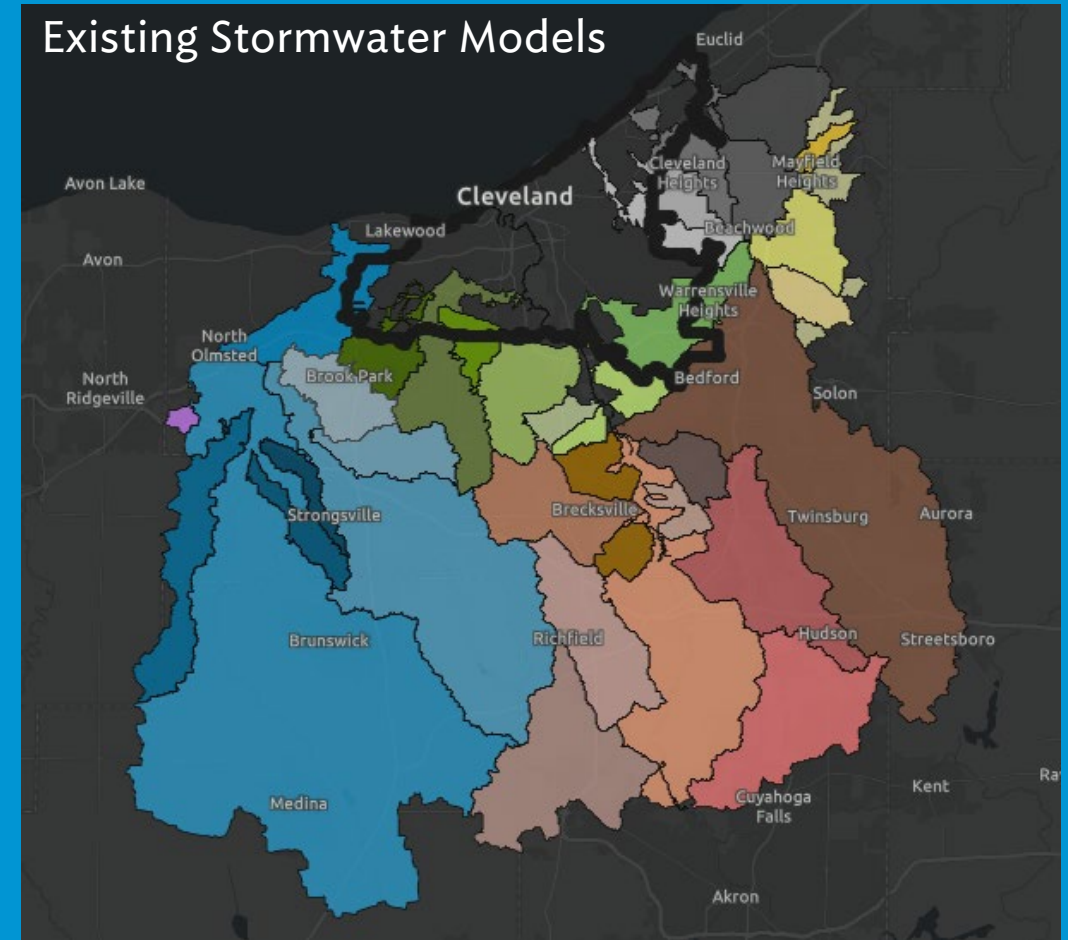 Existing Stormwater Models
Euclid
Cleveland
Heights
Mayfield
Heights
Avon Lake
Cleveland
Lakewood
Beachwood
Avon
Warrensville
Heights
North
Olmsted
Brook Park
Bedford
North
Ridgeville
Solon
Strongsville
Brecksville
Twinsburg
Aurora
Brunswick
Richfield
Hudson
Streetsboro
Medina
Cuyahoga
Falls
Kent
Ra
Akron